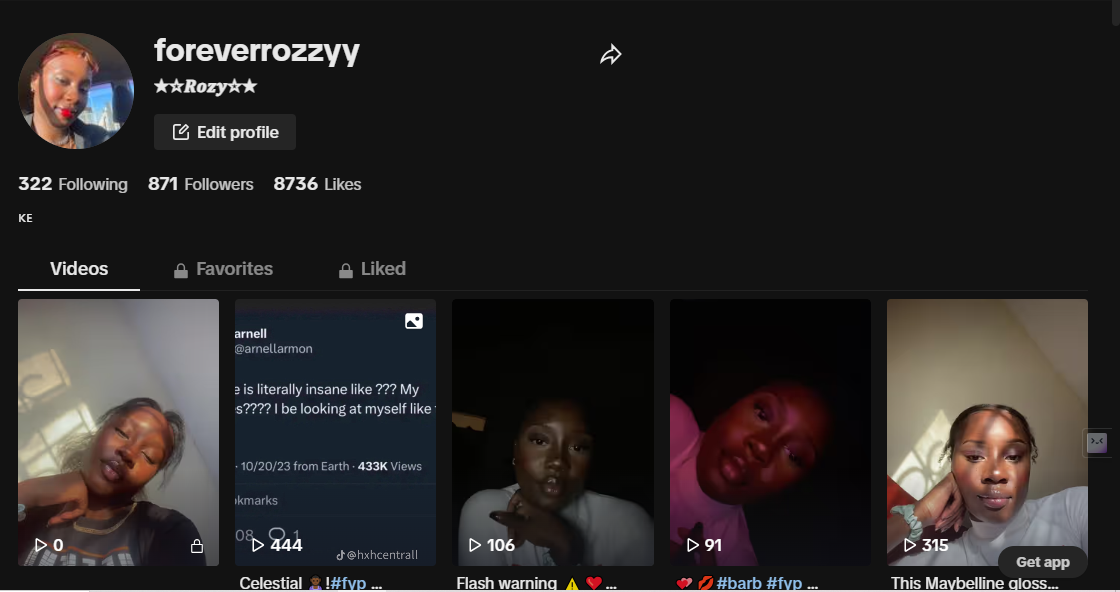 foreverrozzyy
★☆Rozy☆★
Edit profile
322 Following 871 Followers 8736 Likes
KE
Videos Favorites Liked
arnell
@arnellarmon
e is literally insane like ??? My
s???? I be looking at myself like
· 10/20/23 from Earth · 433K Views
kmarks
08 1
@hxhcentrall
0 444 106 91 315
Get app
Celestial 👩🏾‍🦱!#fyp ... Flash warning ⚠️❤️... 💕💋#barb #fyp ... This Maybelline gloss...